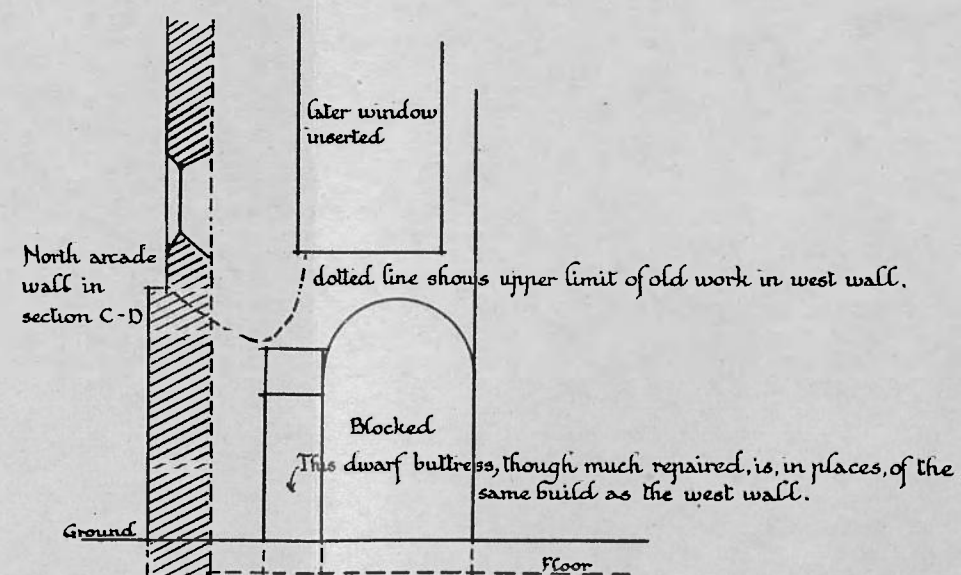 later window
inserted
North arcade
wall in
section C-D
dotted line shows upper limit of old work in west wall.
Blocked
This dwarf buttress, though much repaired, is, in places, of the
same build as the west wall.
Ground
Floor